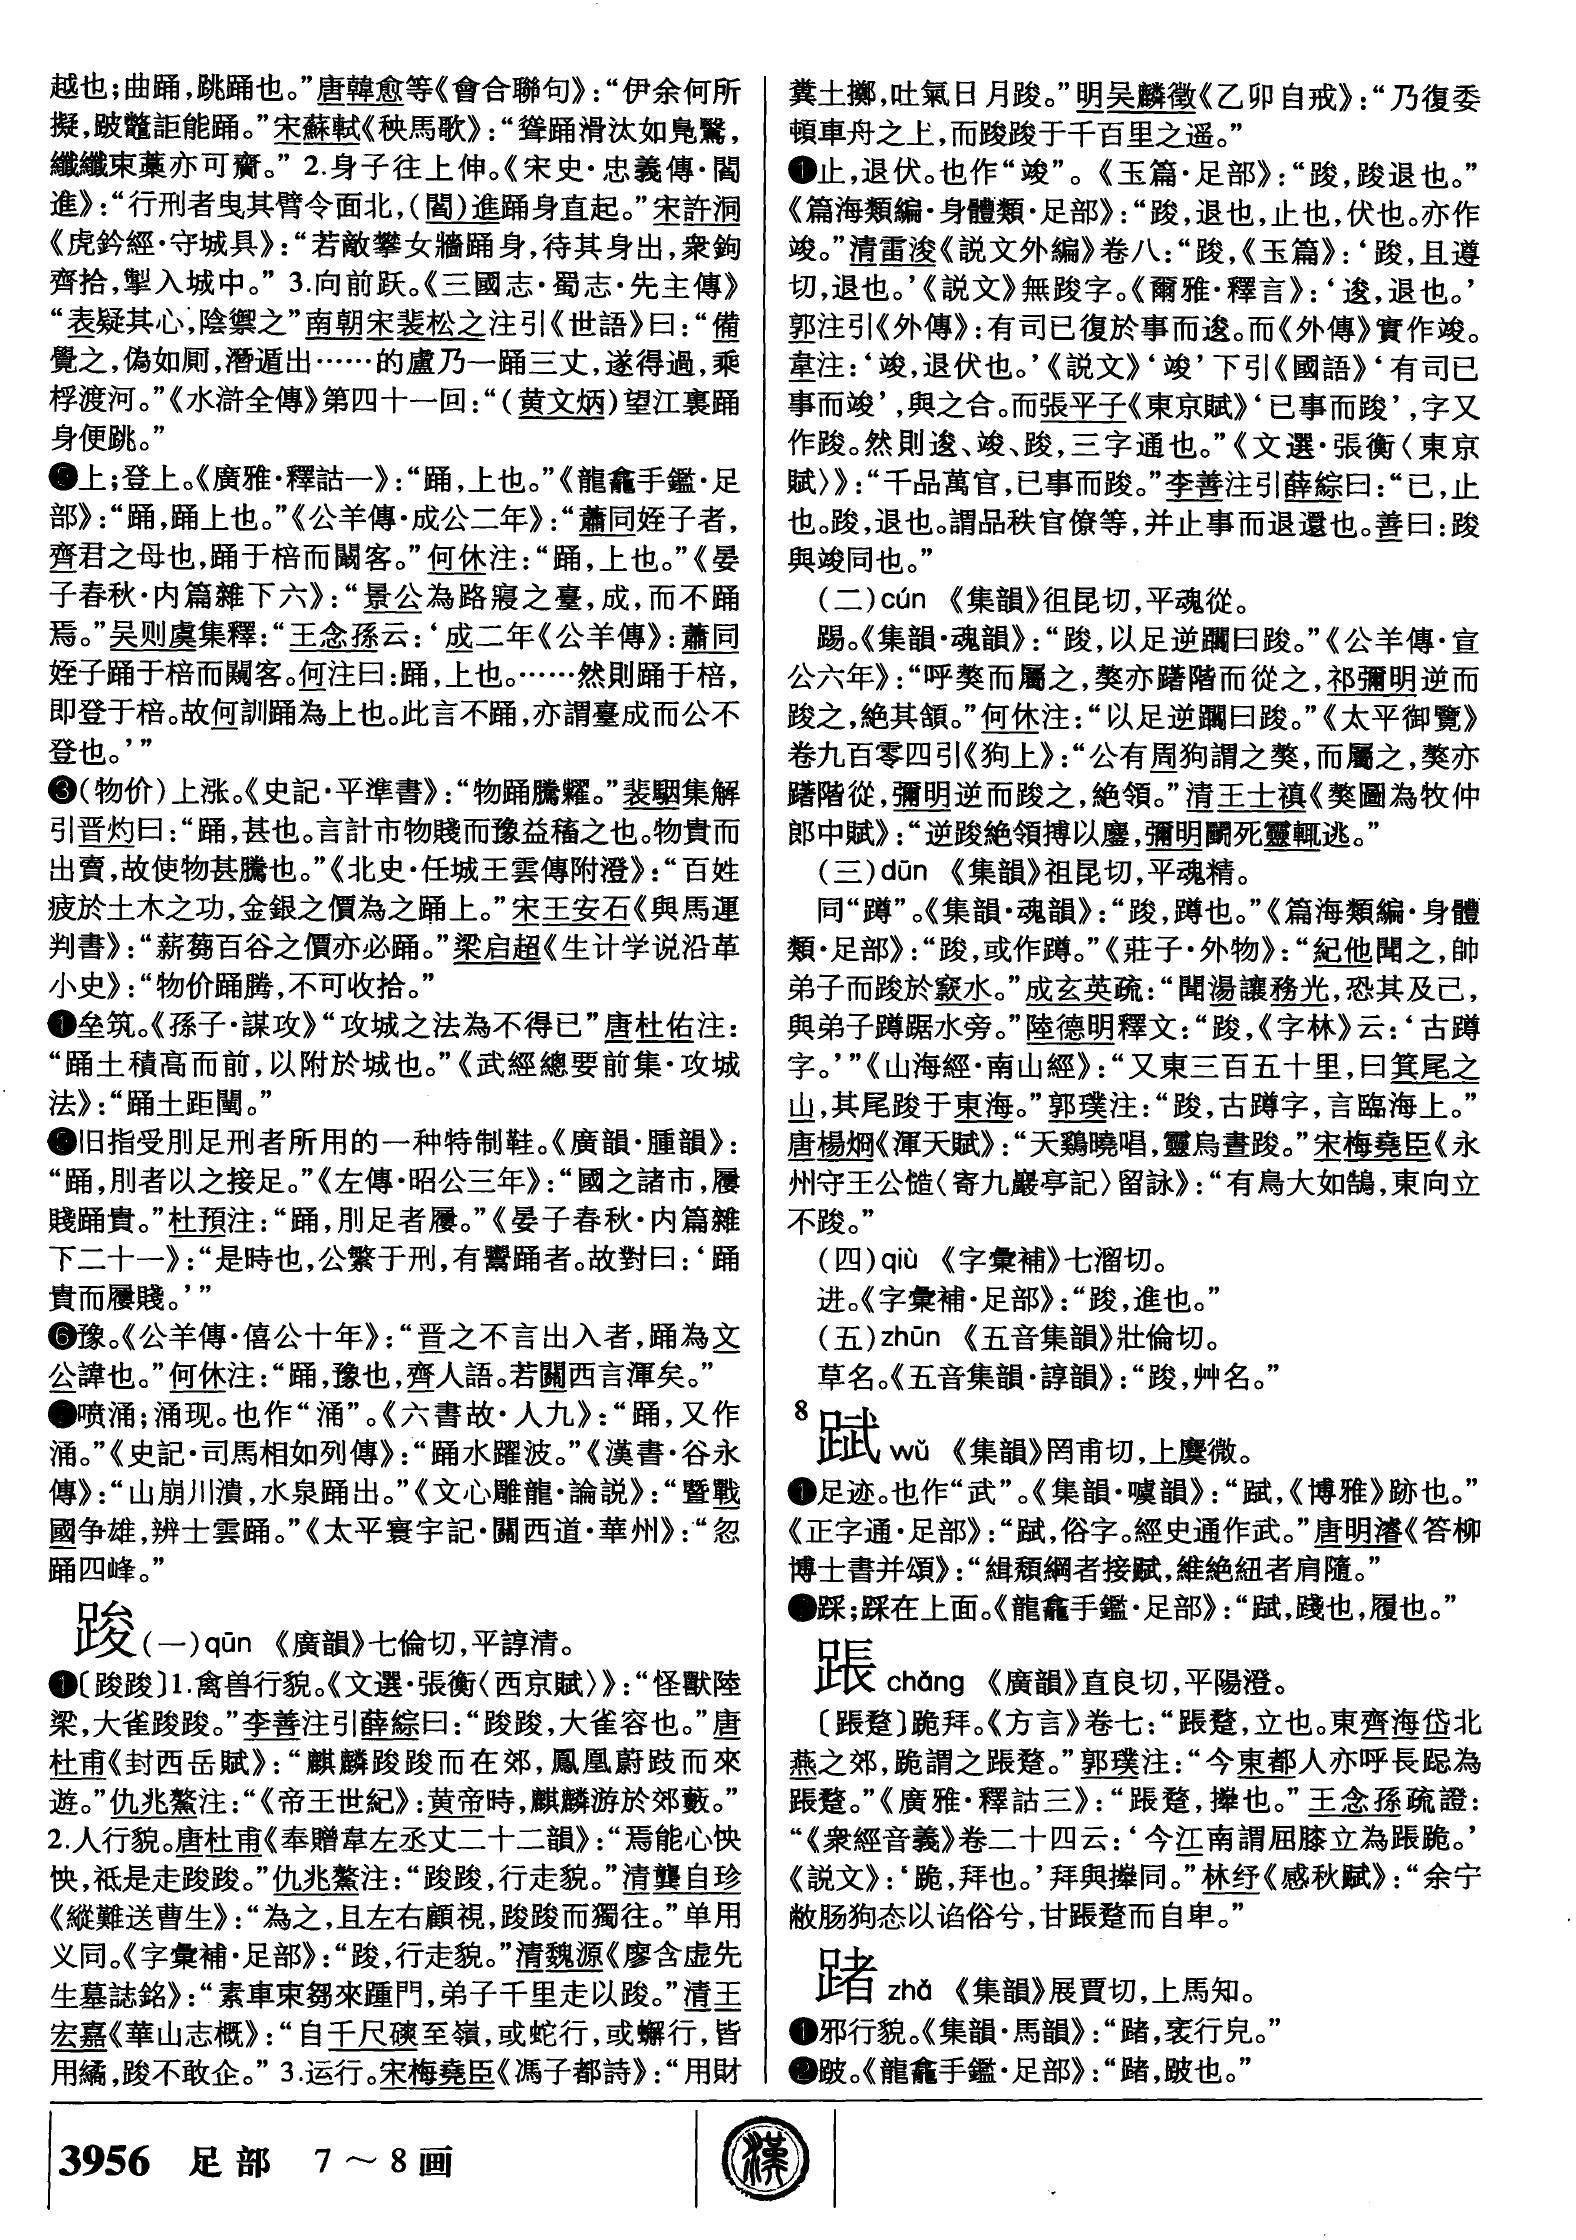 越也；曲踊，跳踊也。”唐韓愈等《會合聯句》：“伊余何所
擬，跛鼈詎能踊。”宋蘇軾《秧馬歌》：“聳踊滑汰如鳧鷖，
纖纖束藁亦可賫。” 2.身子往上伸。《宋史·忠義傳·閻
進》：“行刑者曳其臂令面北，（閻）進踊身直起。”宋許洞
《虎鈐經·守城具》：“若敵攀女牆踊身，待其身出，衆鉤
齊拾，掣入城中。” 3.向前跃。《三國志·蜀志·先主傳》
“表疑其心，陰禦之”南朝宋裴松之注引《世語》曰：“備
覺之，偽如厠，潛遁出……的盧乃一踊三丈，遂得過，乘
桴渡河。”《水滸全傳》第四十一回：“（黄文炳）望江裏踊
身便跳。”
上；登上。《廣雅·釋詁一》：“踊，上也。”《龍龕手鑑·足
部》：“踊，踊上也。”《公羊傳·成公二年》：“蕭同姪子者，
齊君之母也，踊于棓而闚客。”何休注：“踊，上也。”《晏
子春秋·内篇雜下六》：“景公為路寢之臺，成，而不踊
焉。”吴则虞集釋：“王念孫云：‘成二年《公羊傳》：蕭同
姪子踊于棓而闚客。何注曰：踊，上也。……然則踊于棓，
即登于棓。故何訓踊為上也。此言不踊，亦謂臺成而公不
登也。’”
❸（物价）上涨。《史記·平準書》：“物踊騰糶。”裴駰集解
引晋灼曰：“踊，甚也。言計市物賤而豫益稸之也。物貴而
出賣，故使物甚騰也。”《北史·任城王雲傳附澄》：“百姓
疲於土木之功，金銀之價為之踊上。”宋王安石《與馬運
判書》：“薪蒭百谷之價亦必踊。”梁启超《生计学说沿革
小史》：“物价踊腾，不可收拾。”
垒筑。《孫子·謀攻》“攻城之法為不得已”唐杜佑注：
“踊土積高而前，以附於城也。”《武經總要前集·攻城
法》：“踊土距闉。”
旧指受刖足刑者所用的一种特制鞋。《廣韻·腫韻》：
“踊，刖者以之接足。”《左傳·昭公三年》：“國之諸市，屨
賤踊貴。”杜預注：“踊，刖足者屨。”《晏子春秋·内篇雜
下二十一》：“是時也，公繁于刑，有鬻踊者。故對曰：‘踊
貴而屨賤。’”
❻豫。《公羊傳·僖公十年》：“晋之不言出入者，踊為文
公諱也。”何休注：“踊，豫也，齊人語。若關西言渾矣。”
喷涌；涌现。也作“涌”。《六書故·人九》：“踊，又作
涌。”《史記·司馬相如列傳》：“踊水躍波。”《漢書·谷永
傳》：“山崩川潰，水泉踊出。”《文心雕龍·論説》：“暨戰
國争雄，辨士雲踊。”《太平寰宇記·關西道·華州》：“忽
踊四峰。”
踆（一）qūn 《廣韻》七倫切，平諄清。
❶〔踆踆〕1.禽兽行貌。《文選·張衡〈西京賦〉》：“怪獸陸
梁，大雀踆踆。”李善注引薛綜曰：“踆踆，大雀容也。”唐
杜甫《封西岳賦》：“麒麟踆踆而在郊，鳳凰蔚跂而來
遊。”仇兆鰲注：“《帝王世紀》：黄帝時，麒麟游於郊藪。”
2.人行貌。唐杜甫《奉贈韋左丞丈二十二韻》：“焉能心怏
怏，祗是走踆踆。”仇兆鰲注：“踆踆，行走貌。”清龔自珍
《縱難送曹生》：“為之，且左右顧視，踆踆而獨往。”单用
义同。《字彙補·足部》：“踆，行走貌。”清魏源《廖含虚先
生墓誌銘》：“素車束芻來踵門，弟子千里走以踆。”清王
宏嘉《華山志概》：“自千尺㠉至嶺，或蛇行，或蠏行，皆
用繘，踆不敢企。” 3.运行。宋梅堯臣《馮子都詩》：“用財
糞土擲，吐氣日月踆。”明吴麟徵《乙卯自戒》：“乃復委
頓車舟之上，而踆踆于千百里之遥。”
止，退伏。也作“竣”。《玉篇·足部》：“踆，踆退也。”
《篇海類編·身體類·足部》：“踆，退也，止也，伏也。亦作
竣。”清雷浚《説文外編》卷八：“踆，《玉篇》：‘踆，且遵
切，退也。’《説文》無踆字。《爾雅·釋言》：‘逡，退也。’
郭注引《外傳》：有司已復於事而逡。而《外傳》實作竣。
韋注：‘竣，退伏也。’《説文》‘竣’下引《國語》‘有司已
事而竣’，與之合。而張平子《東京賦》‘已事而踆’，字又
作踆。然則逡、竣、踆，三字通也。”《文選·張衡〈東京
賦〉》：“千品萬官，已事而踆。”李善注引薛綜曰：“已，止
也。踆，退也。謂品秩官僚等，并止事而退還也。善曰：踆
與竣同也。”
（二）cún 《集韻》徂昆切，平魂從。
踢。《集韻·魂韻》：“踆，以足逆躝曰踆。”《公羊傳·宣
公六年》：“呼獒而屬之，獒亦躇階而從之，祁彌明逆而
踆之，絶其頷。”何休注：“以足逆躝曰踆。”《太平御覽》
卷九百零四引《狗上》：“公有周狗謂之獒，而屬之，獒亦
躇階從，彌明逆而踆之，絶領。”清王士禛《獒圖為牧仲
郎中賦》：“逆踆絶領搏以鏖，彌明鬭死靈輒逃。”
（三）dūn 《集韻》祖昆切，平魂精。
同“蹲”。《集韻·魂韻》：“踆，蹲也。”《篇海類編·身體
類·足部》：“踆，或作蹲。”《莊子·外物》：“紀他聞之，帥
弟子而踆於窾水。”成玄英疏：“聞湯讓務光，恐其及己，
與弟子蹲踞水旁。”陸德明釋文：“踆，《字林》云：‘古蹲
字。’”《山海經·南山經》：“又東三百五十里，曰箕尾之
山，其尾踆于東海。”郭璞注：“踆，古蹲字，言臨海上。”
唐楊炯《渾天賦》：“天鷄曉唱，靈烏晝踆。”宋梅堯臣《永
州守王公慥〈寄九巖亭記〉留詠》：“有鳥大如鵠，東向立
不踆。”
（四）qiù 《字彙補》七溜切。
进。《字彙補·足部》：“踆，進也。”
（五）zhūn 《五音集韻》壯倫切。
草名。《五音集韻·諄韻》：“踆，艸名。”
8
䟼 wǔ 《集韻》罔甫切，上麌微。
❶足迹。也作“武”。《集韻·噳韻》：“䟼，《博雅》跡也。”
《正字通·足部》：“䟼，俗字。經史通作武。”唐明濬《答柳
博士書并頌》：“緝頽綱者接䟼，維絶紐者肩隨。”
踩；踩在上面。《龍龕手鑑·足部》：“䟼，踐也，履也。”
䠆 chǎng 《廣韻》直良切，平陽澄。
〔䠆蹵〕跪拜。《方言》卷七：“䠆蹵，立也。東齊海岱北
燕之郊，跪謂之䠆蹵。”郭璞注：“今東都人亦呼長跽為
䠆蹵。”《廣雅·釋詁三》：“䠆蹵，𢷎也。”王念孫疏證：
“《衆經音義》卷二十四云：‘今江南謂屈膝立為䠆跪。’
《説文》：‘跪，拜也。’拜與𢷎同。”林纾《感秋赋》：“余宁
敝肠狗态以谄俗兮，甘䠆蹵而自卑。”
踷 zhǎ 《集韻》展賈切，上馬知。
❶邪行貌。《集韻·馬韻》：“踷，衺行皃。”
❷跛。《龍龕手鑑·足部》：“踷，跛也。”
3956 足部 7～8画
漢